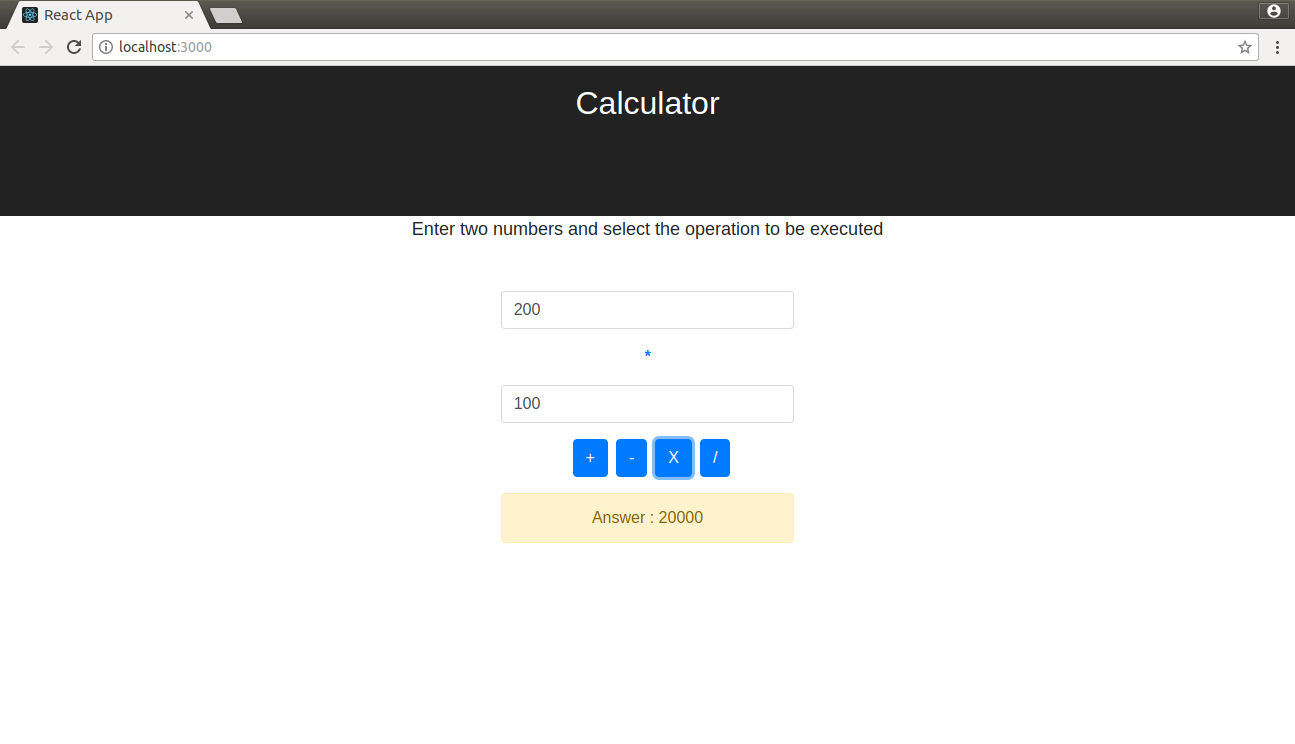 React App
localhost:3000
Calculator
Enter two numbers and select the operation to be executed
200
*
100
+ - X /
Answer : 20000